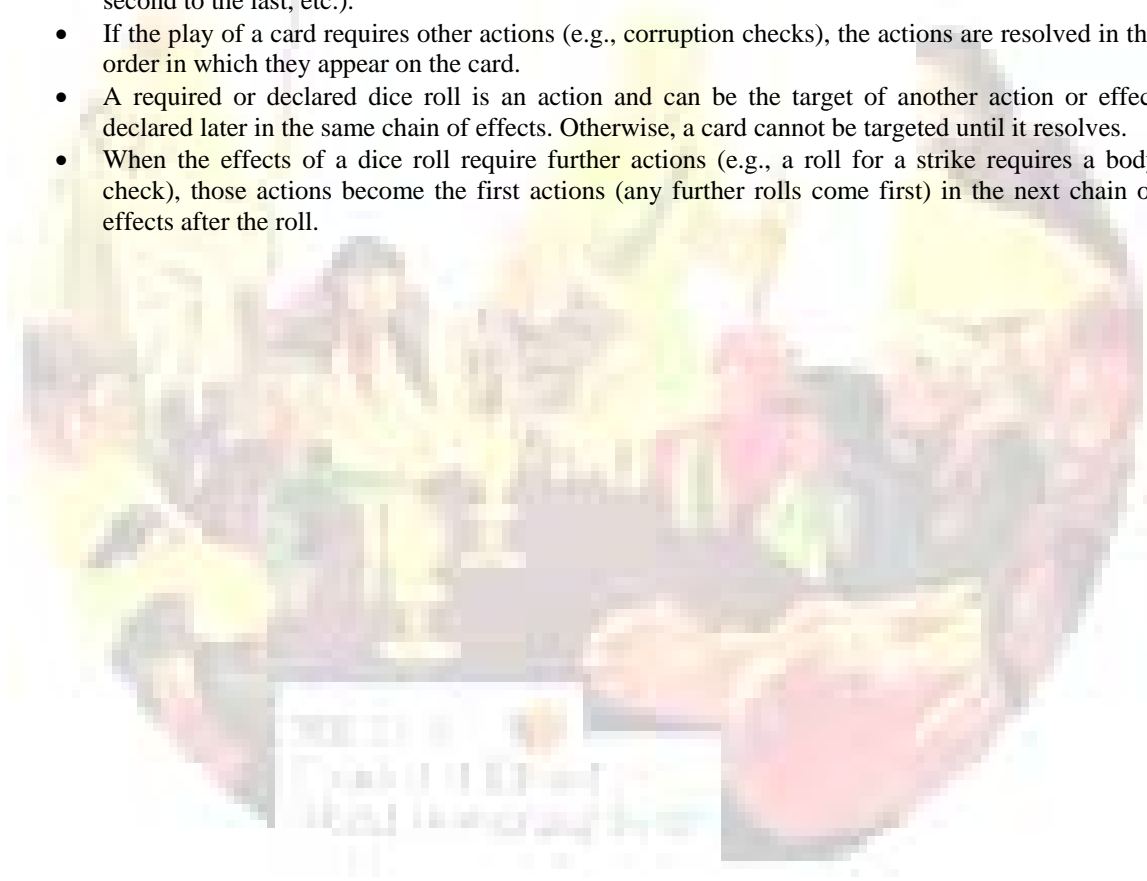 second to the last, etc.).
• If the play of a card requires other actions (e.g., corruption checks), the actions are resolved in th
order in which they appear on the card.
• A required or declared dice roll is an action and can be the target of another action or effec
declared later in the same chain of effects. Otherwise, a card cannot be targeted until it resolves.
• When the effects of a dice roll require further actions (e.g., a roll for a strike requires a body
check), those actions become the first actions (any further rolls come first) in the next chain o
effects after the roll.